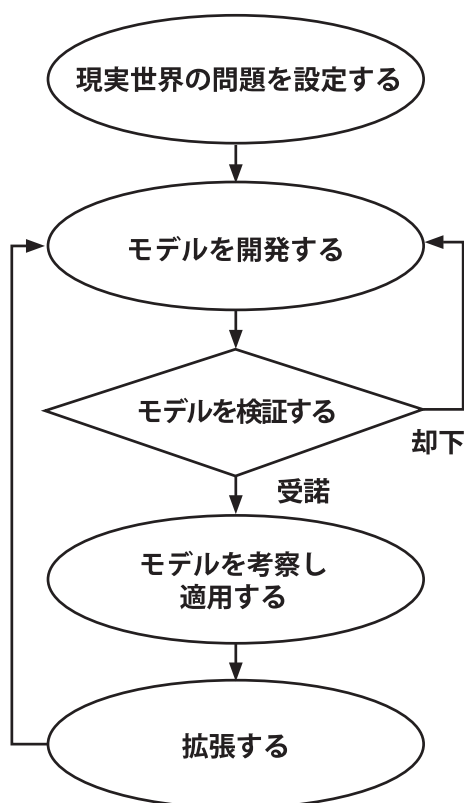 現実世界の問題を設定する
モデルを開発する
モデルを検証する
却下
受諾
モデルを考察し
適用する
拡張する